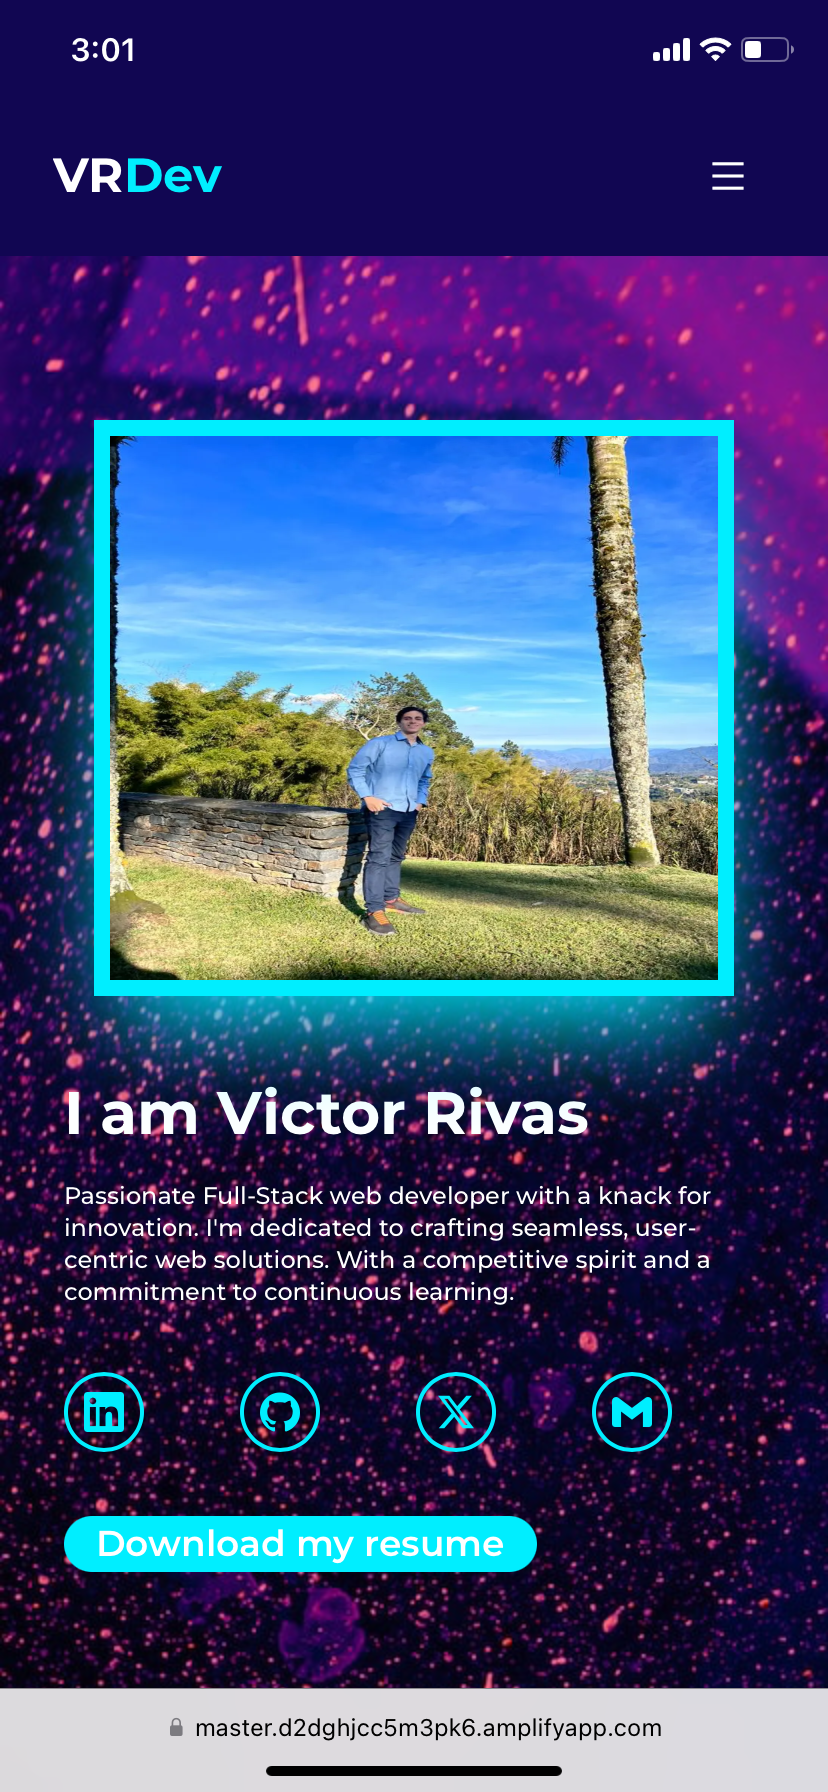 3:01
VRDev
I am Victor Rivas
Passionate Full-Stack web developer with a knack for
innovation. I'm dedicated to crafting seamless, user-
centric web solutions. With a competitive spirit and a
commitment to continuous learning.
in
X
M
Download my resume
master.d2dghjcc5m3pk6.amplifyapp.com